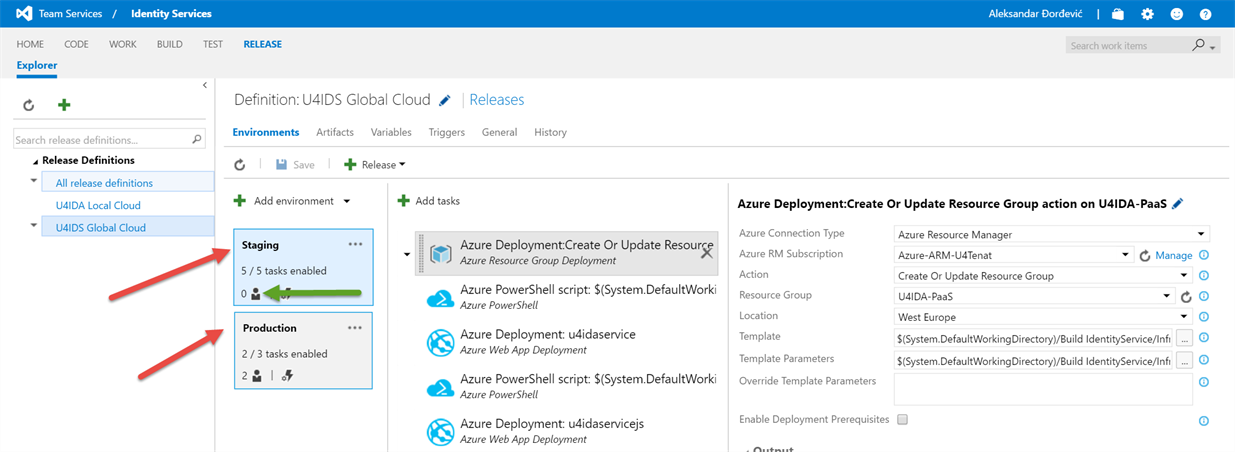 Team Services / Identity Services
Aleksandar Đorđević
HOME CODE WORK BUILD TEST RELEASE
Search work items
Explorer
Search release definitions...
Release Definitions
All release definitions
U4IDA Local Cloud
U4IDS Global Cloud
Definition: U4IDS Global Cloud | Releases
Environments Artifacts Variables Triggers General History
Save
Release
Add environment
Staging
5 / 5 tasks enabled
0
Production
2 / 3 tasks enabled
2
Add tasks
Azure Deployment:Create Or Update Resource
Azure Resource Group Deployment
Azure PowerShell script: $(System.DefaultWorki
Azure PowerShell
Azure Deployment: u4idaservice
Azure Web App Deployment
Azure PowerShell script: $(System.DefaultWorki
Azure PowerShell
Azure Deployment: u4idaservicejs
Azure Web App Deployment
Azure Deployment:Create Or Update Resource Group action on U4IDA-PaaS
Azure Connection Type Azure Resource Manager
Azure RM Subscription Azure-ARM-U4Tenat Manage
Action Create Or Update Resource Group
Resource Group U4IDA-PaaS
Location West Europe
Template $(System.DefaultWorkingDirectory)/Build IdentityService/Infr ...
Template Parameters $(System.DefaultWorkingDirectory)/Build IdentityService/Infr ...
Override Template Parameters
Enable Deployment Prerequisites
Output